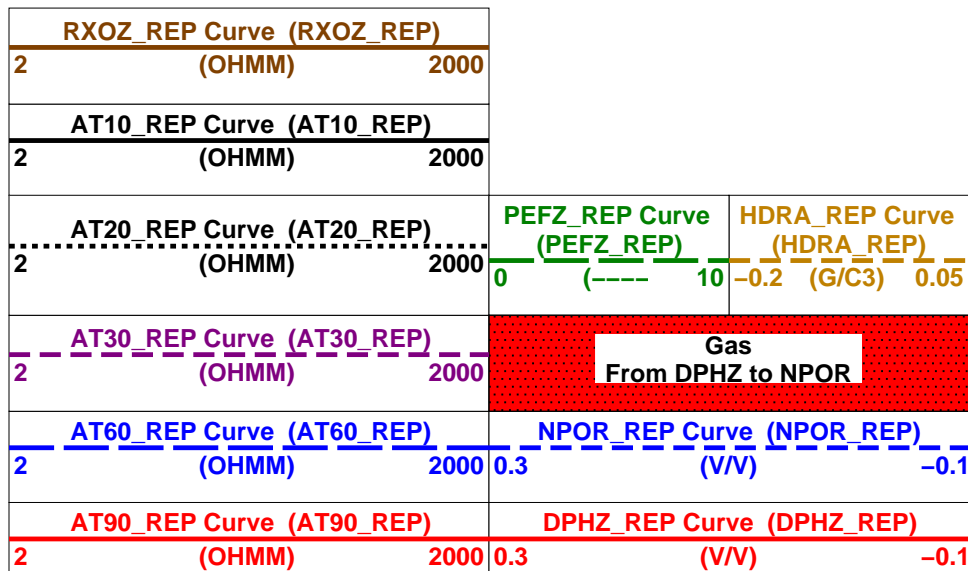 RXOZ_REP Curve (RXOZ_REP)
2 (OHMM) 2000
AT10_REP Curve (AT10_REP)
2 (OHMM) 2000
AT20_REP Curve (AT20_REP)
2 (OHMM) 2000
PEFZ_REP Curve
(PEFZ_REP)
0 (---- 10
HDRA_REP Curve
(HDRA_REP)
-0.2 (G/C3) 0.05
AT30_REP Curve (AT30_REP)
2 (OHMM) 2000
Gas
From DPHZ to NPOR
AT60_REP Curve (AT60_REP)
2 (OHMM) 2000
NPOR_REP Curve (NPOR_REP)
0.3 (V/V) -0.1
AT90_REP Curve (AT90_REP)
2 (OHMM) 2000
DPHZ_REP Curve (DPHZ_REP)
0.3 (V/V) -0.1